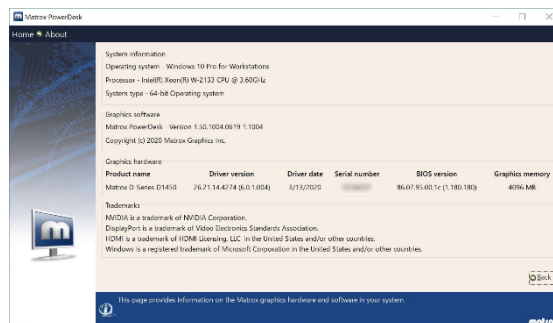 Matrox PowerDesk
Home About
System information
Operating system - Windows 10 Pro for Workstations
Processor - Intel(R) Xeon(R) W-2133 CPU @ 3.60GHz
System type - 64-bit Operating system
Graphics software
Matrox PowerDesk - Version 1.50.1004.0619 1.1004
Copyright (c) 2020 Matrox Graphics Inc.
Graphics hardware
Product name Driver version Driver date Serial number BIOS version Graphics memory
Matrox D-Series D1450 26.21.14.4274 (6.0.1.004) 3/13/2020 86.07.95.00.1c (1.180.180) 4096 MB
Trademarks
NVIDIA is a trademark of NVIDIA Corporation.
DisplayPort is a trademark of Video Electronics Standards Association.
HDMI is a trademark of HDMI Licensing, LLC in the United States and/or other countries.
Windows is a registered trademark of Microsoft Corporation in the United States and/or other countries.
Back
This page provides information on the Matrox graphics hardware and software in your system.